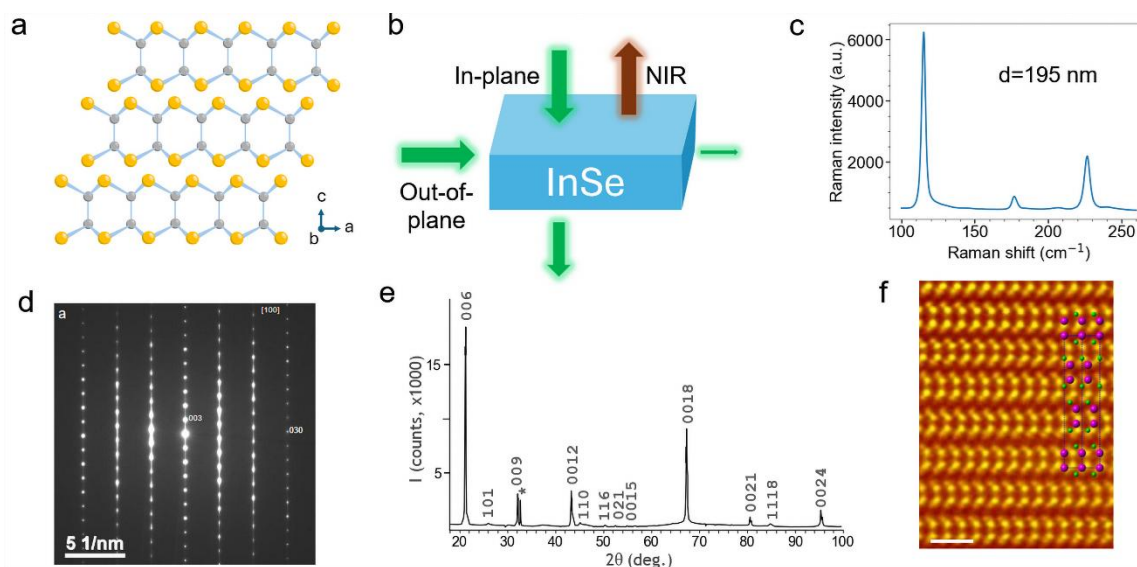 a
c
b
a
b
In-plane
NIR
Out-of-
plane
InSe
c
Raman intensity (a.u.)
6000
4000
2000
d=195 nm
100
150
200
250
Raman shift (cm⁻¹)
d
a
[100]
003
030
5 1/nm
e
I (counts, x1000)
15
5
006
101
009
*
0012
110
116
021
0015
0018
0021
1118
0024
20
30
40
50
60
70
80
90
100
2θ (deg.)
f